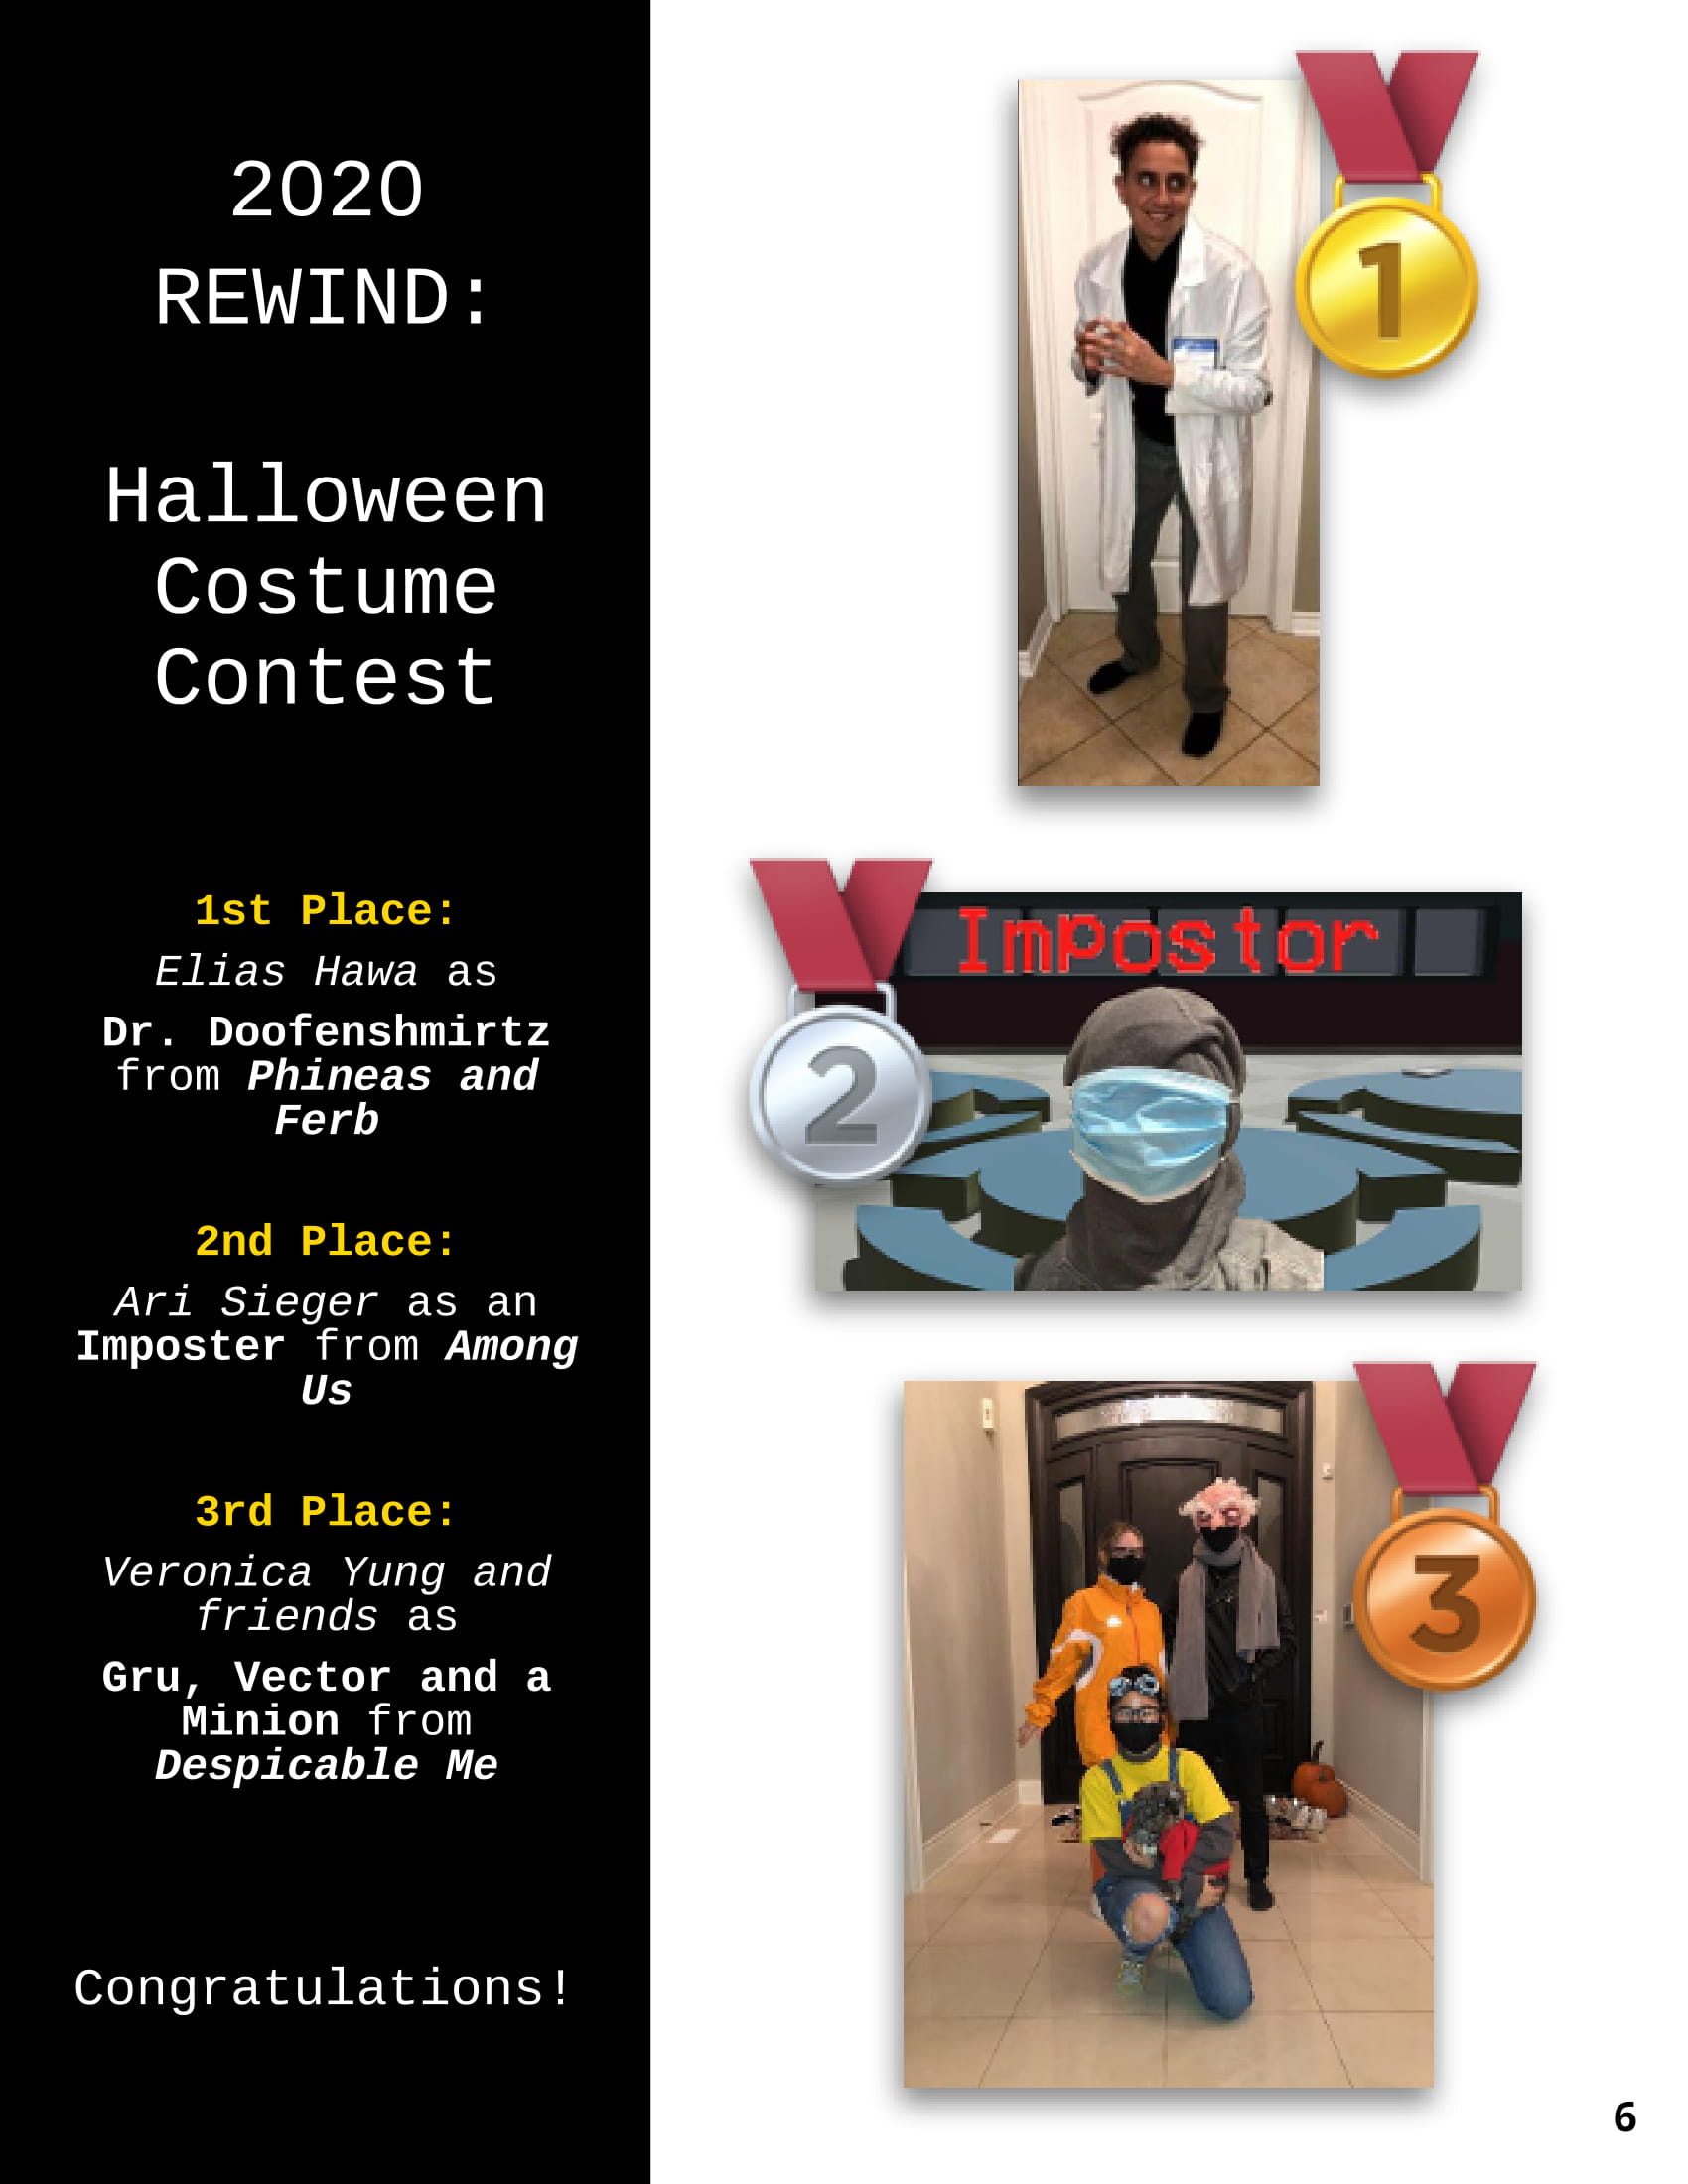 2020
REWIND:
Halloween
Costume
Contest
1st Place:
Elias Hawa as
Dr. Doofenshmirtz
from Phineas and
Ferb
2nd Place:
Ari Sieger as an
Imposter from Among
Us
3rd Place:
Veronica Yung and
friends as
Gru, Vector and a
Minion from
Despicable Me
Congratulations!
1
Impostor
2
3
6